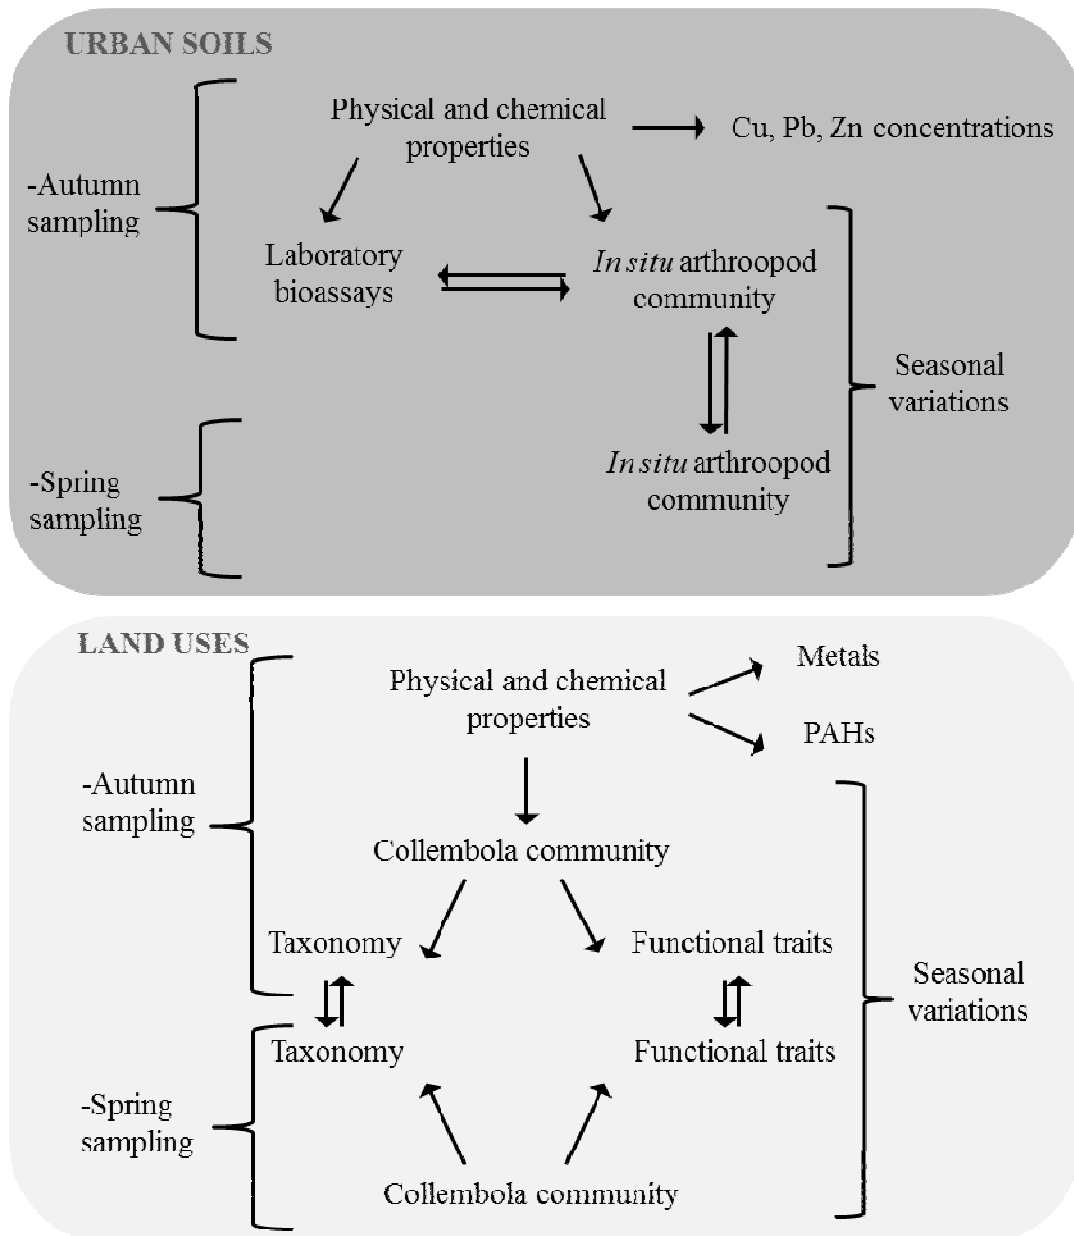 URBAN SOILS
Physical and chemical
properties
Cu, Pb, Zn concentrations
-Autumn
sampling
Laboratory
bioassays
In situ arthroopod
community
Seasonal
variations
In situ arthroopod
community
-Spring
sampling
LAND USES
Physical and chemical
properties
Metals
PAHs
-Autumn
sampling
Collembola community
Taxonomy
Functional traits
Seasonal
variations
Taxonomy
Functional traits
-Spring
sampling
Collembola community